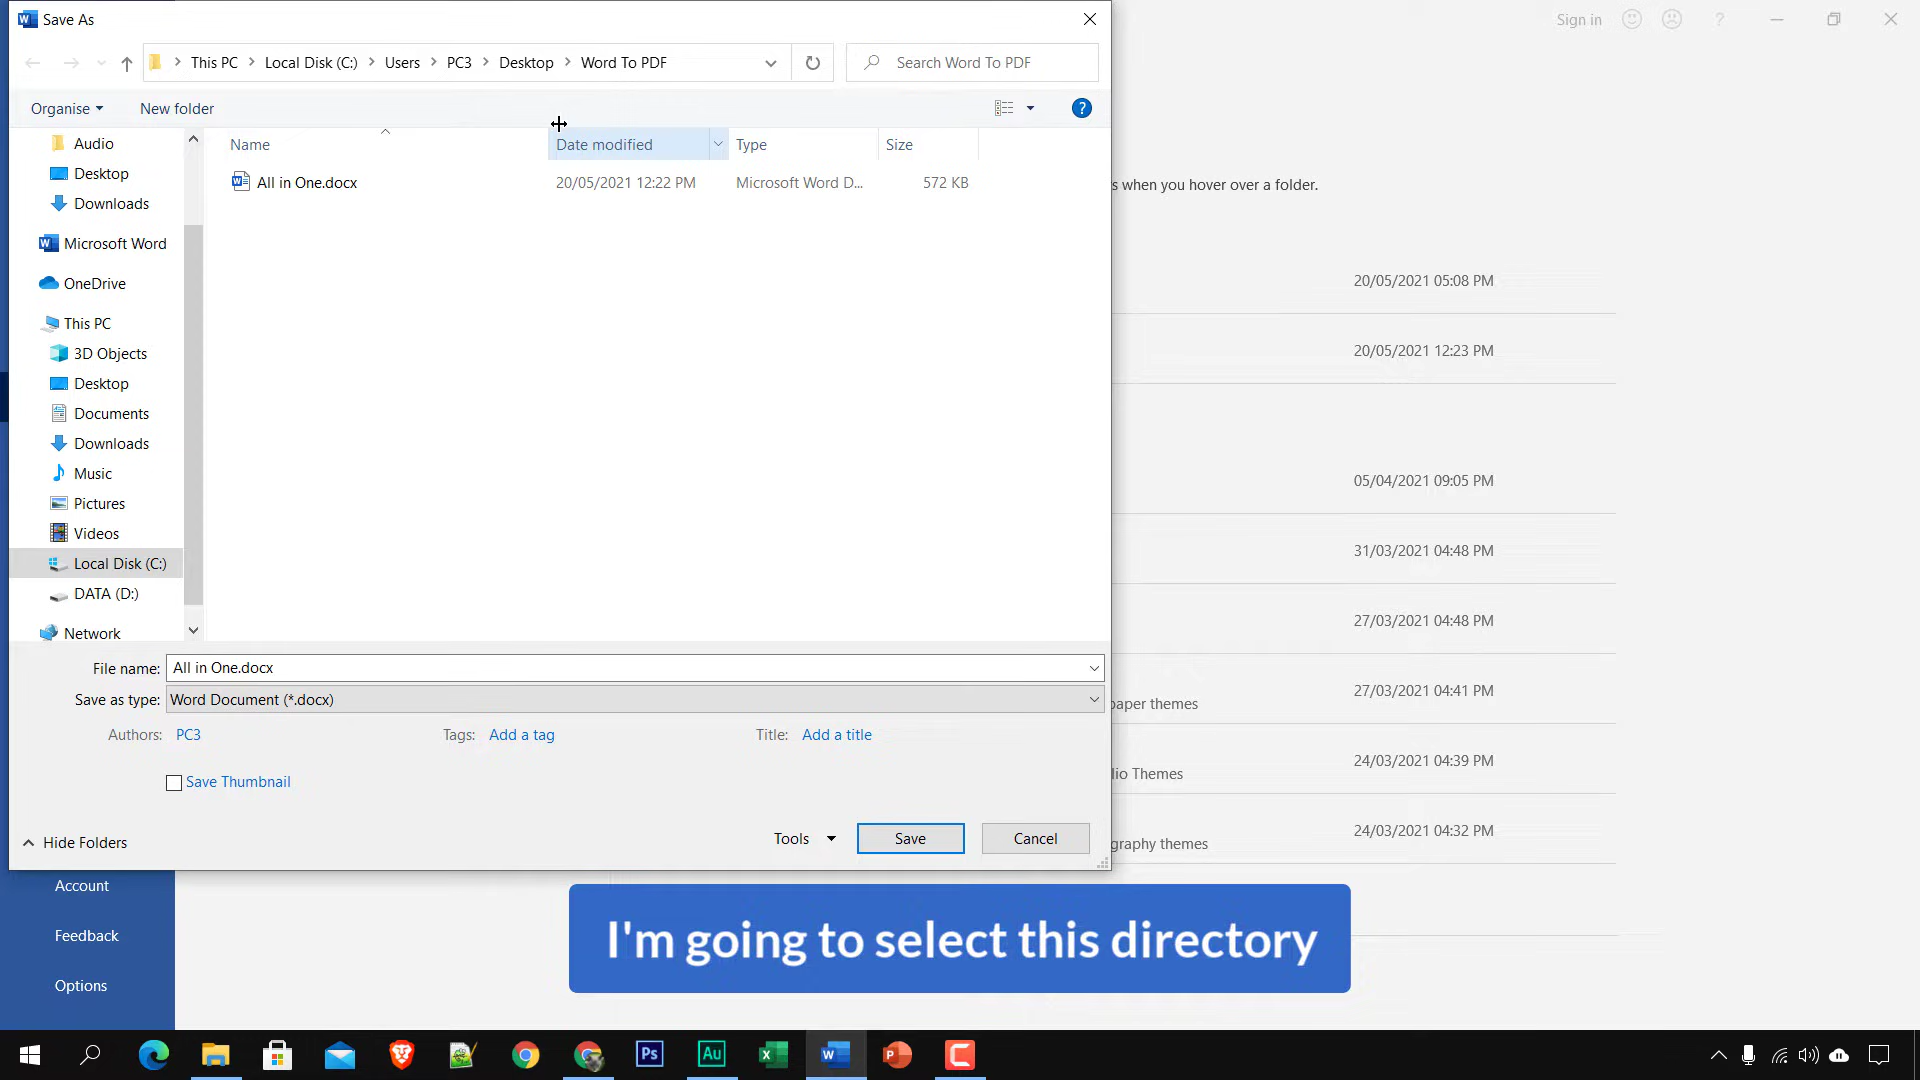 Save As
Sign in
?
This PC
Local Disk (C:)
Users
PC3
Desktop
Word To PDF
Search Word To PDF
Organise
New folder
?
Name
Date modified
Type
Size
All in One.docx
20/05/2021 12:22 PM
Microsoft Word D...
572 KB
Audio
Desktop
Downloads
Microsoft Word
OneDrive
This PC
3D Objects
Desktop
Documents
Downloads
Music
Pictures
Videos
Local Disk (C:)
DATA (D:)
Network
s when you hover over a folder.
20/05/2021 05:08 PM
20/05/2021 12:23 PM
05/04/2021 09:05 PM
31/03/2021 04:48 PM
27/03/2021 04:48 PM
27/03/2021 04:41 PM
paper themes
24/03/2021 04:39 PM
lio Themes
24/03/2021 04:32 PM
graphy themes
File name:
All in One.docx
Save as type:
Word Document (*.docx)
Authors:
PC3
Tags:
Add a tag
Title:
Add a title
Save Thumbnail
Hide Folders
Tools
Save
Cancel
Account
Feedback
Options
I'm going to select this directory
Ps
Au